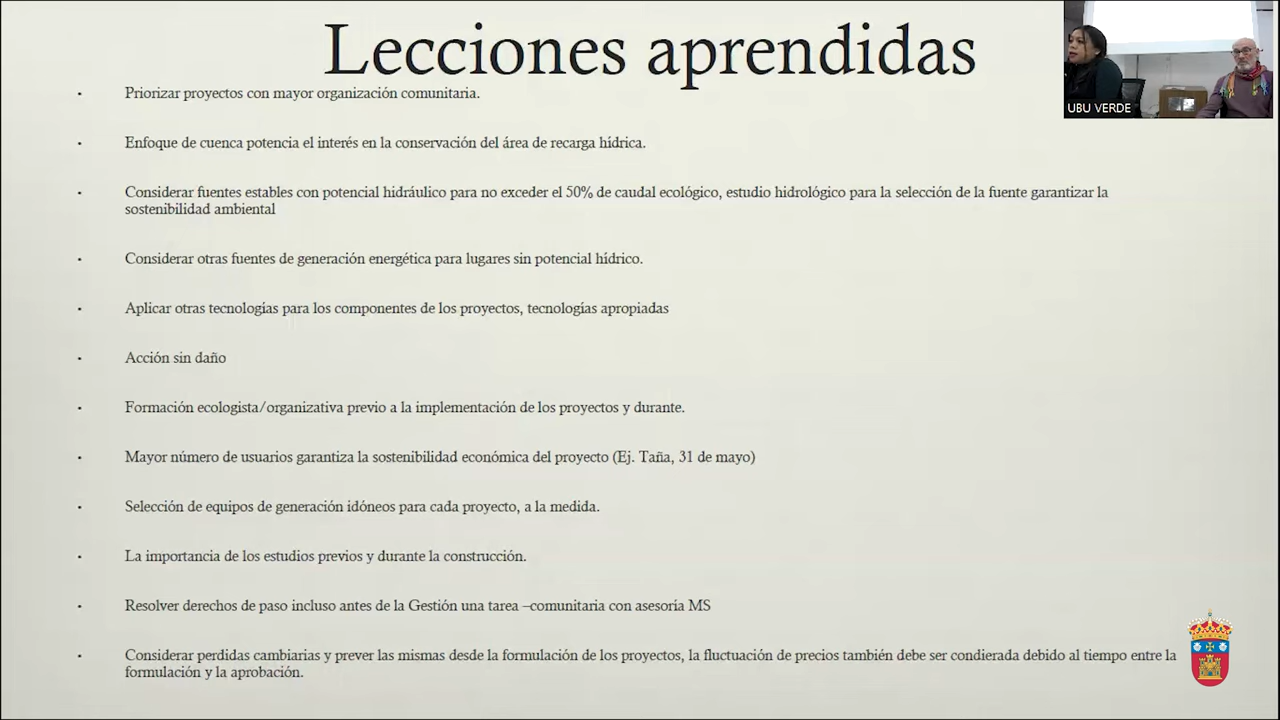 Lecciones aprendidas
UBU VERDE
• Priorizar proyectos con mayor organización comunitaria.
• Enfoque de cuenca potencia el interés en la conservación del área de recarga hídrica.
• Considerar fuentes estables con potencial hidráulico para no exceder el 50% de caudal ecológico, estudio hidrológico para la selección de la fuente garantizar la
sostenibilidad ambiental
• Considerar otras fuentes de generación energética para lugares sin potencial hídrico.
• Aplicar otras tecnologías para los componentes de los proyectos, tecnologías apropiadas
• Acción sin daño
• Formación ecologista/organizativa previo a la implementación de los proyectos y durante.
• Mayor número de usuarios garantiza la sostenibilidad económica del proyecto (Ej. Taña, 31 de mayo)
• Selección de equipos de generación idóneos para cada proyecto, a la medida.
• La importancia de los estudios previos y durante la construcción.
• Resolver derechos de paso incluso antes de la Gestión una tarea –comunitaria con asesoría MS
• Considerar perdidas cambiarias y prever las mismas desde la formulación de los proyectos, la fluctuación de precios también debe ser condierada debido al tiempo entre la
formulación y la aprobación.